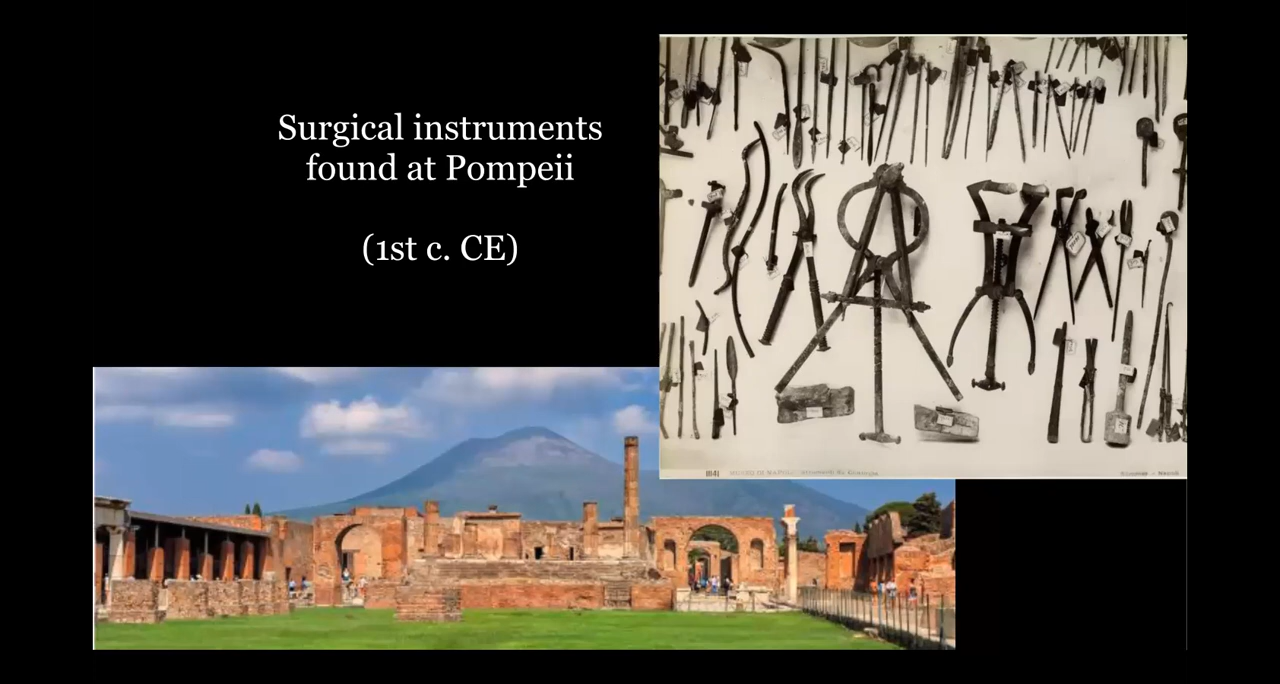 Surgical instruments
found at Pompeii
(1st c. CE)